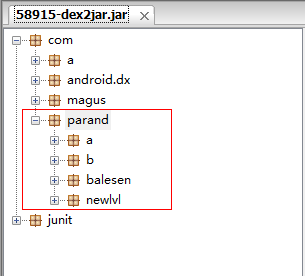 58915-dex2jar.jar
com
a
android.dx
magus
parand
a
b
balesen
newlvl
junit